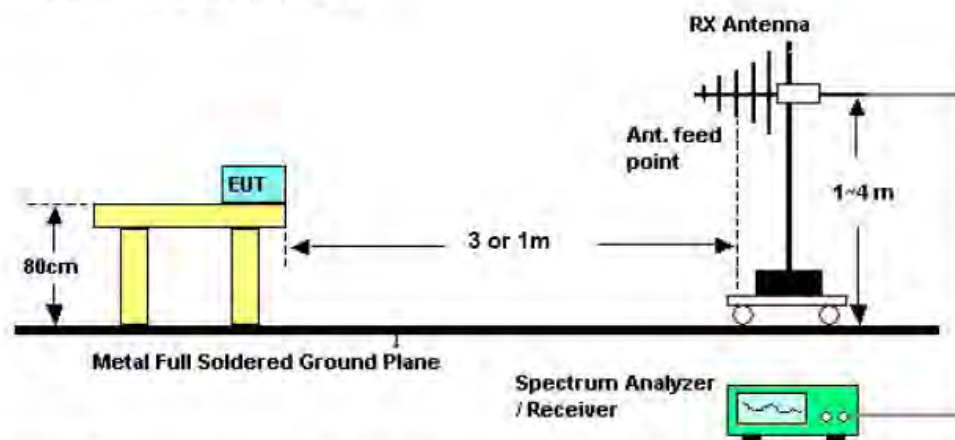 RX Antenna
Ant. feed
point
EUT
1~4 m
3 or 1m
80cm
Metal Full Soldered Ground Plane
Spectrum Analyzer
/ Receiver